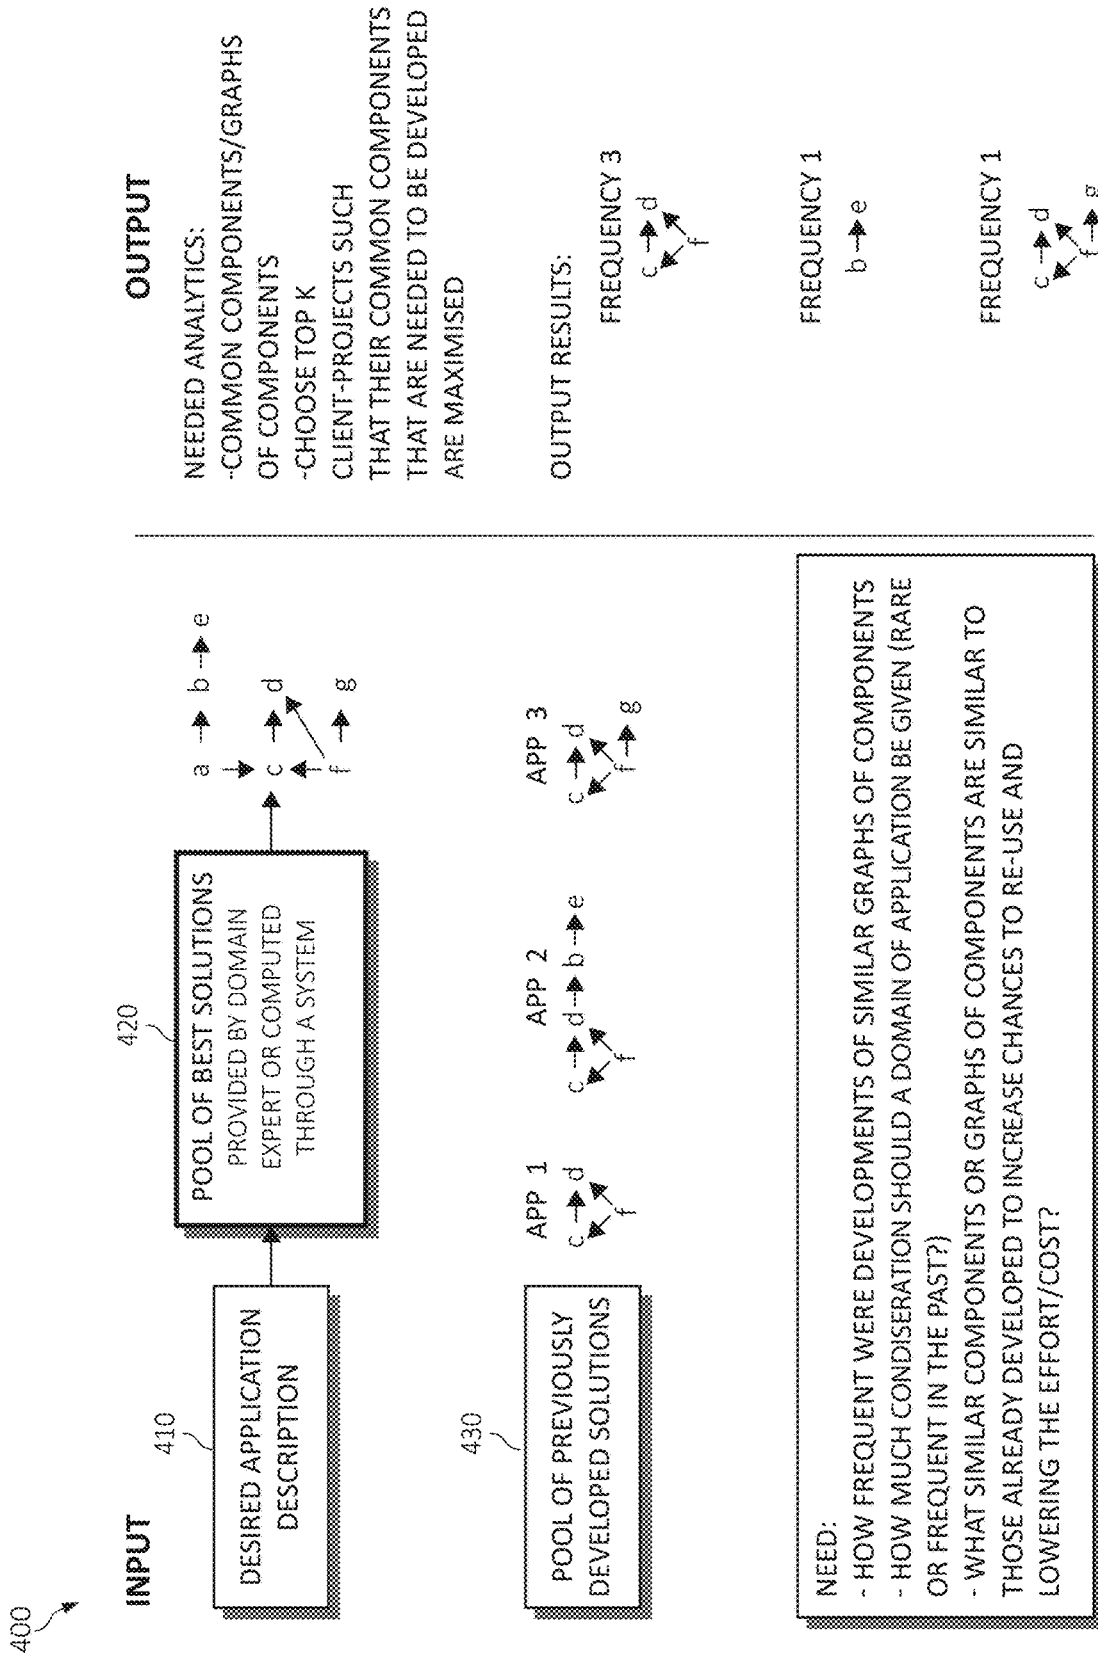 400
INPUT
410
DESIRED APPLICATION
DESCRIPTION
420
POOL OF BEST SOLUTIONS
PROVIDED BY DOMAIN
EXPERT OR COMPUTED
THROUGH A SYSTEM
a b e
c d
f g
430
POOL OF PREVIOUSLY
DEVELOPED SOLUTIONS
APP 1
c d
f
APP 2
c d b e
f
APP 3
c d
f g
NEED:
- HOW FREQUENT WERE DEVELOPMENTS OF SIMILAR GRAPHS OF COMPONENTS
- HOW MUCH CONDISERATION SHOULD A DOMAIN OF APPLICATION BE GIVEN (RARE
OR FREQUENT IN THE PAST?)
- WHAT SIMILAR COMPONENTS OR GRAPHS OF COMPONENTS ARE SIMILAR TO
THOSE ALREADY DEVELOPED TO INCREASE CHANCES TO RE-USE AND
LOWERING THE EFFORT/COST?
OUTPUT
NEEDED ANALYTICS:
-COMMON COMPONENTS/GRAPHS
OF COMPONENTS
-CHOOSE TOP K
CLIENT-PROJECTS SUCH
THAT THEIR COMMON COMPONENTS
THAT ARE NEEDED TO BE DEVELOPED
ARE MAXIMISED
OUTPUT RESULTS:
FREQUENCY 3
c d
f
FREQUENCY 1
b e
FREQUENCY 1
c d
f g